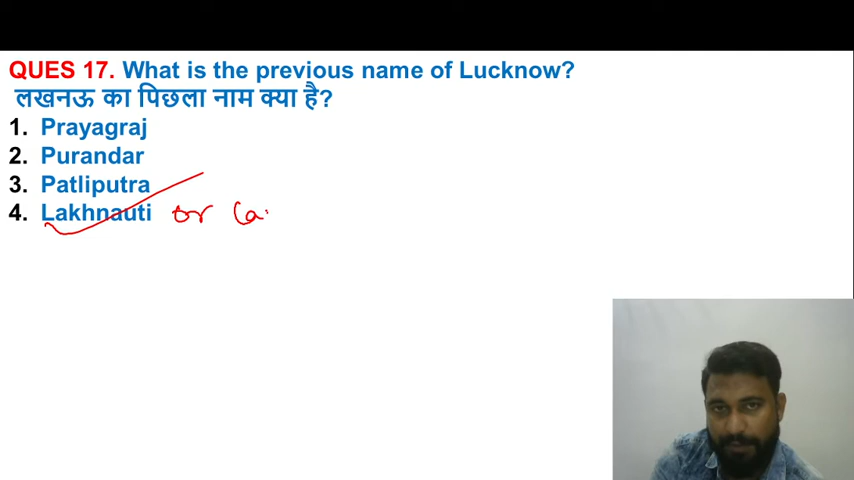 QUES 17. What is the previous name of Lucknow?
लखनऊ का पिछला नाम क्या है?
1. Prayagraj
2. Purandar
3. Patliputra
4. Lakhnauti or La